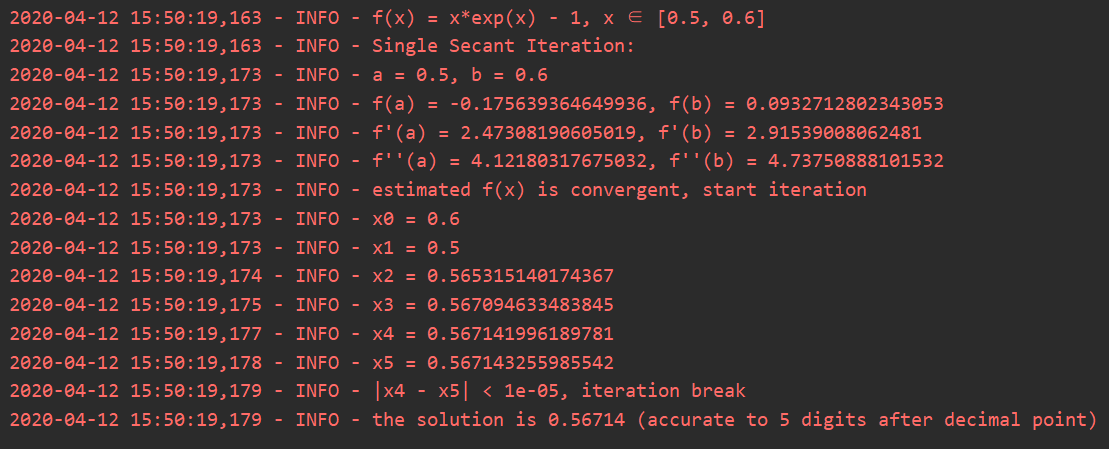 2020-04-12 15:50:19,163 - INFO - f(x) = x*exp(x) - 1, x ∈ [0.5, 0.6]
2020-04-12 15:50:19,163 - INFO - Single Secant Iteration:
2020-04-12 15:50:19,173 - INFO - a = 0.5, b = 0.6
2020-04-12 15:50:19,173 - INFO - f(a) = -0.175639364649936, f(b) = 0.0932712802343053
2020-04-12 15:50:19,173 - INFO - f'(a) = 2.47308190605019, f'(b) = 2.91539008062481
2020-04-12 15:50:19,173 - INFO - f''(a) = 4.12180317675032, f''(b) = 4.73750888101532
2020-04-12 15:50:19,173 - INFO - estimated f(x) is convergent, start iteration
2020-04-12 15:50:19,173 - INFO - x0 = 0.6
2020-04-12 15:50:19,173 - INFO - x1 = 0.5
2020-04-12 15:50:19,174 - INFO - x2 = 0.565315140174367
2020-04-12 15:50:19,175 - INFO - x3 = 0.567094633483845
2020-04-12 15:50:19,177 - INFO - x4 = 0.567141996189781
2020-04-12 15:50:19,178 - INFO - x5 = 0.567143255985542
2020-04-12 15:50:19,179 - INFO - |x4 - x5| < 1e-05, iteration break
2020-04-12 15:50:19,179 - INFO - the solution is 0.56714 (accurate to 5 digits after decimal point)